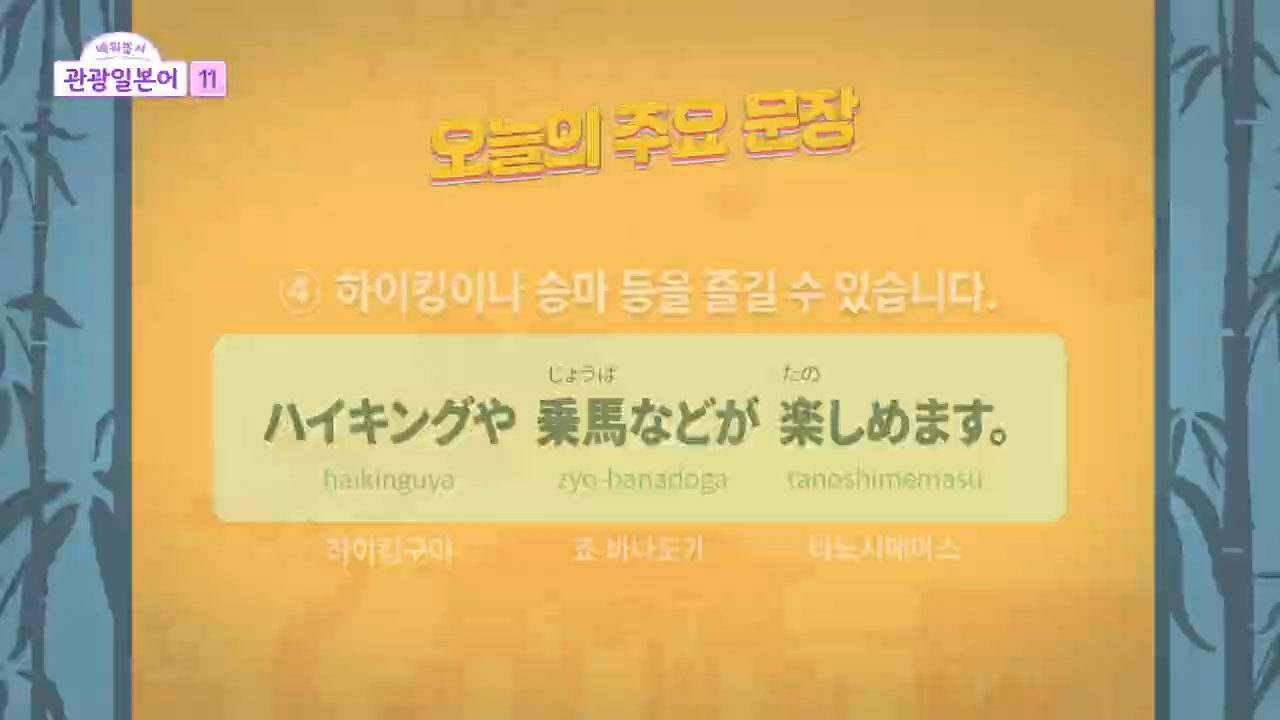 배워봅시
관광일본어 11
오늘의 주요 문장
④ 하이킹이나 승마 등을 즐길 수 있습니다.
じょうば たの
ハイキングや 乗馬などが 楽しめます。
haikinguya zyo-banadoga tanoshimemasu
하이킹구야 죠-바나도가 타노시메마스